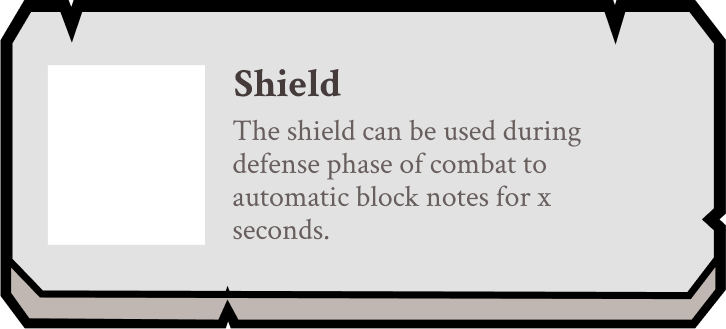 Shield
The shield can be used during
defense phase of combat to
automatic block notes for x
seconds.